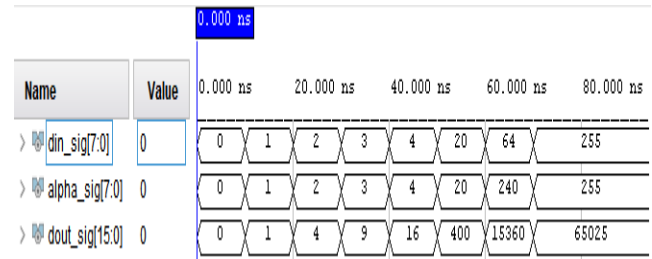 0.000 ns
Name Value 0.000 ns 20.000 ns 40.000 ns 60.000 ns 80.000 ns
din_sig[7:0] 0 0 1 2 3 4 20 64 255
alpha_sig[7:0] 0 0 1 2 3 4 20 240 255
dout_sig[15:0] 0 0 1 4 9 16 400 15360 65025